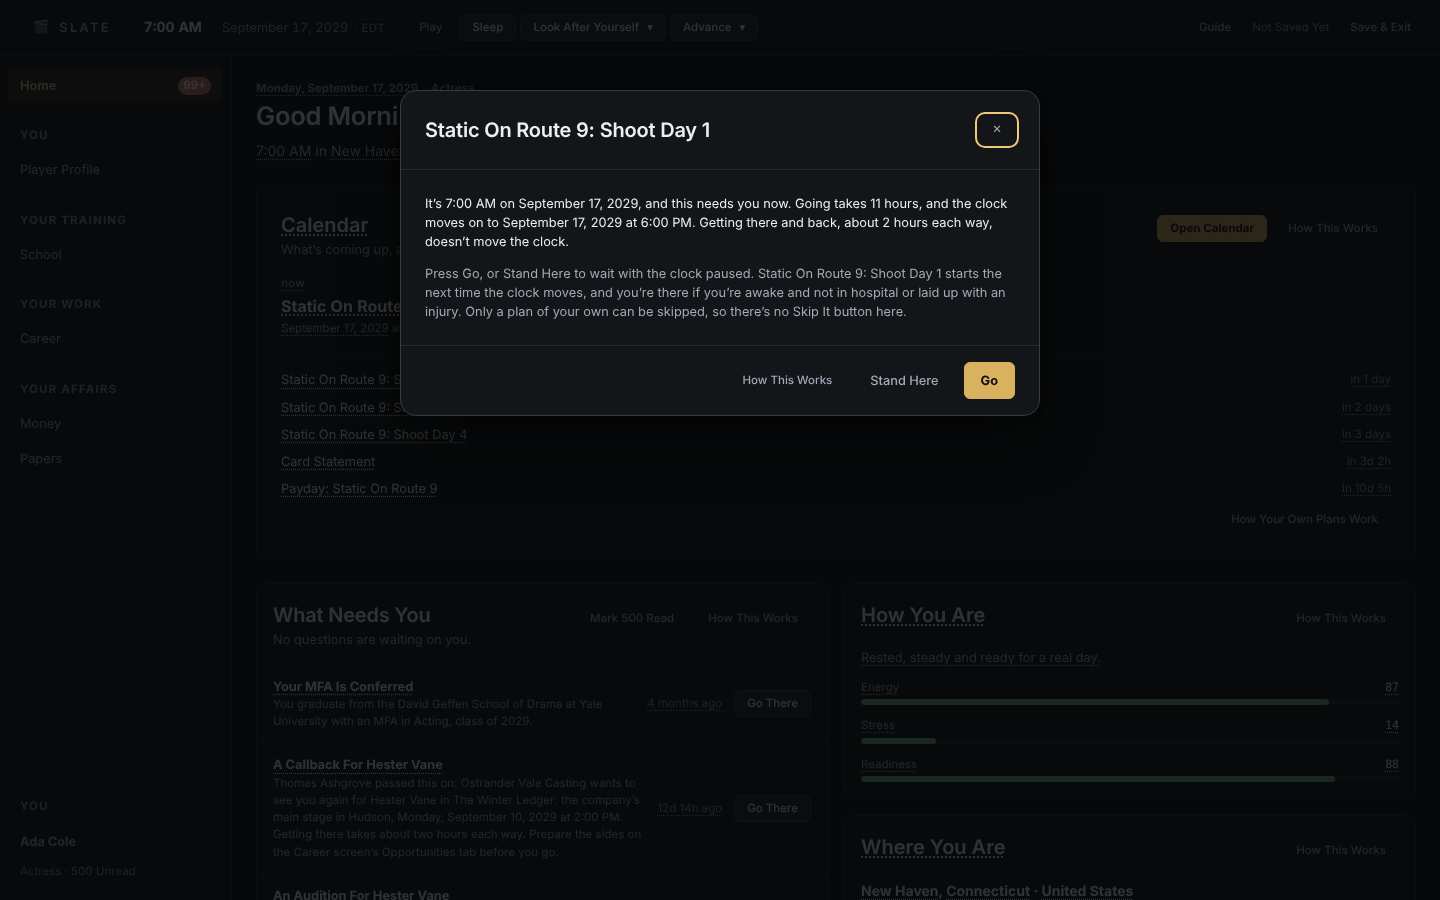 SLATE
7:00 AM
September 17, 2029 · EDT
Play
Sleep
Look After Yourself ▾
Advance ▾
Guide
Not Saved Yet
Save & Exit
Home
99+
YOU
Player Profile
YOUR TRAINING
School
YOUR WORK
Career
YOUR AFFAIRS
Money
Papers
YOU
Ada Cole
Actress · 500 Unread
Monday, September 17, 2029 · Actress
Good Morni
7:00 AM in New Have
Static On Route 9: Shoot Day 1
×
It's 7:00 AM on September 17, 2029, and this needs you now. Going takes 11 hours, and the clock
moves on to September 17, 2029 at 6:00 PM. Getting there and back, about 2 hours each way,
doesn't move the clock.
Press Go, or Stand Here to wait with the clock paused. Static On Route 9: Shoot Day 1 starts the
next time the clock moves, and you're there if you're awake and not in hospital or laid up with an
injury. Only a plan of your own can be skipped, so there's no Skip It button here.
How This Works
Stand Here
Go
Calendar
What's coming up, a
Open Calendar
How This Works
now
Static On Route
September 17, 2029 a
Static On Route 9: S
in 1 day
Static On Route 9: S
in 2 days
Static On Route 9: Shoot Day 4
in 3 days
Card Statement
in 3d 2h
Payday: Static On Route 9
in 10d 5h
How Your Own Plans Work
What Needs You
Mark 500 Read
How This Works
No questions are waiting on you.
Your MFA Is Conferred
You graduate from the David Geffen School of Drama at Yale
University with an MFA in Acting, class of 2029.
4 months ago
Go There
A Callback For Hester Vane
Thomas Ashgrove passed this on: Ostrander Vale Casting wants to
see you again for Hester Vane in The Winter Ledger: the company's
main stage in Hudson, Monday, September 10, 2029 at 2:00 PM.
Getting there takes about two hours each way. Prepare the sides on
the Career screen's Opportunities tab before you go.
12d 14h ago
Go There
An Audition For Hester Vane
How You Are
How This Works
Rested, steady and ready for a real day.
Energy
87
Stress
14
Readiness
88
Where You Are
How This Works
New Haven, Connecticut · United States